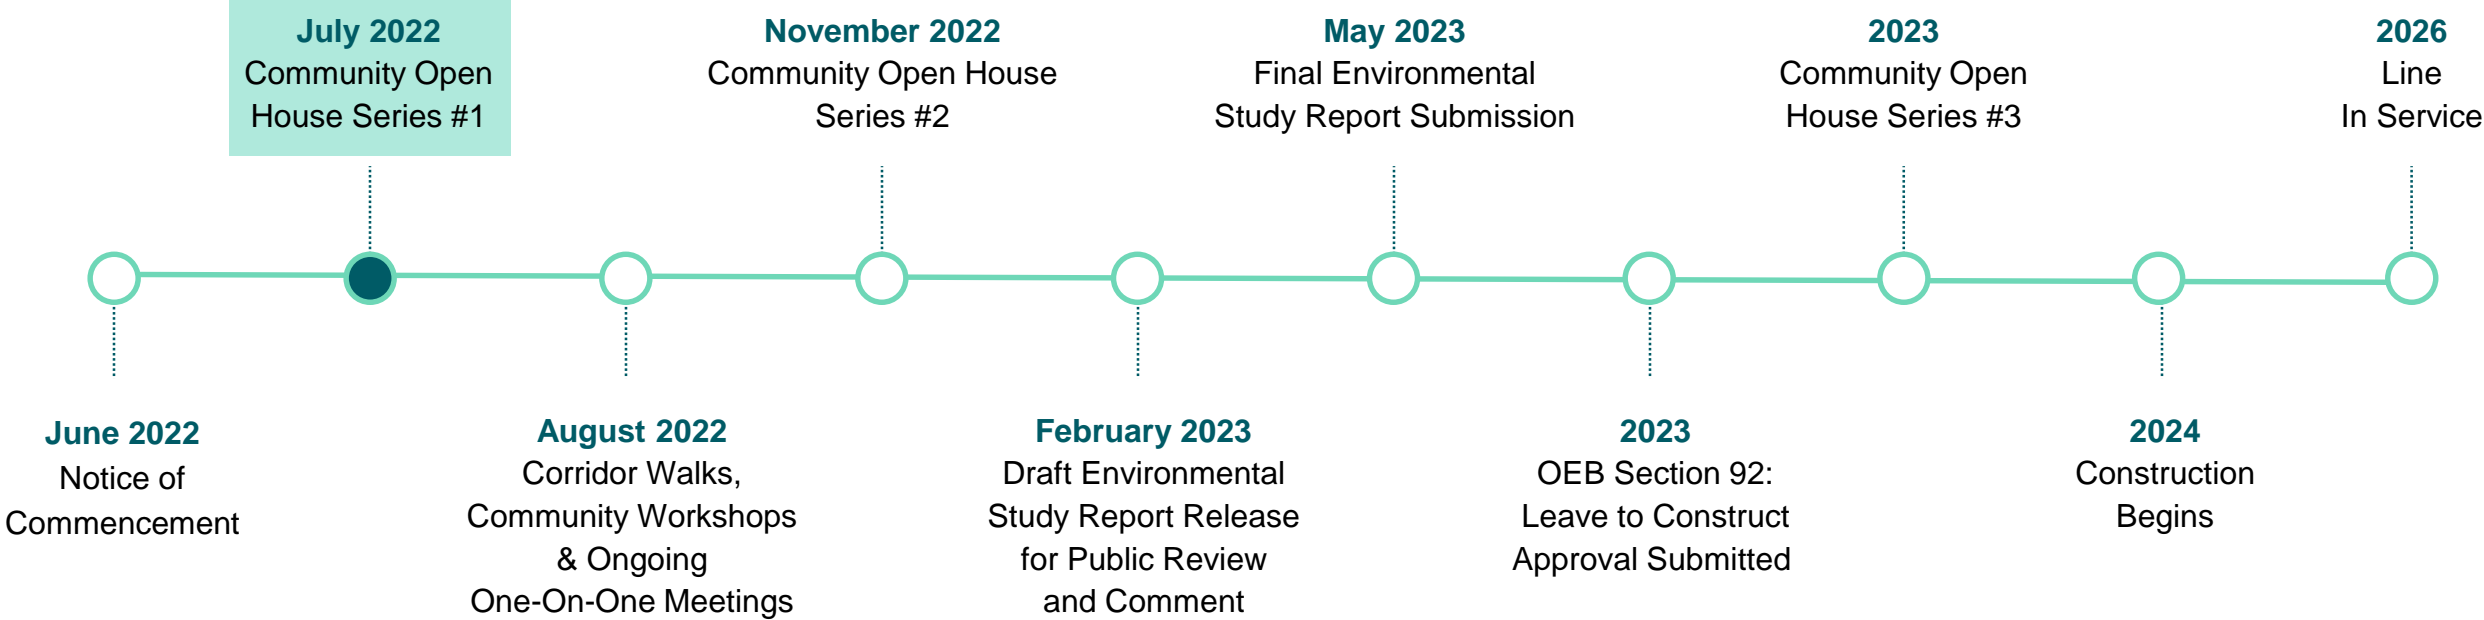 July 2022
Community Open
House Series #1
November 2022
Community Open House
Series #2
May 2023
Final Environmental
Study Report Submission
2023
Community Open
House Series #3
2026
Line
In Service
June 2022
Notice of
Commencement
August 2022
Corridor Walks,
Community Workshops
& Ongoing
One-On-One Meetings
February 2023
Draft Environmental
Study Report Release
for Public Review
and Comment
2023
OEB Section 92:
Leave to Construct
Approval Submitted
2024
Construction
Begins